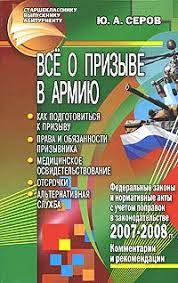 СТАРШЕКЛАССНИКУ
ВЫПУСКНИКУ
АБИТУРИЕНТУ
Ю. А. СЕРОВ
ВСЁ О ПРИЗЫВЕ
В АРМИЮ
КАК ПОДГОТОВИТЬСЯ
К ПРИЗЫВУ
ПРАВА И ОБЯЗАННОСТИ
ПРИЗЫВНИКА
МЕДИЦИНСКОЕ
ОСВИДЕТЕЛЬСТВОВАНИЕ
ОТСРОЧКИ
АЛЬТЕРНАТИВНАЯ
СЛУЖБА
Федеральные законы
и нормативные акты
с учетом поправок
в законодательстве
2007-2008 гг.
Комментарии
и рекомендации